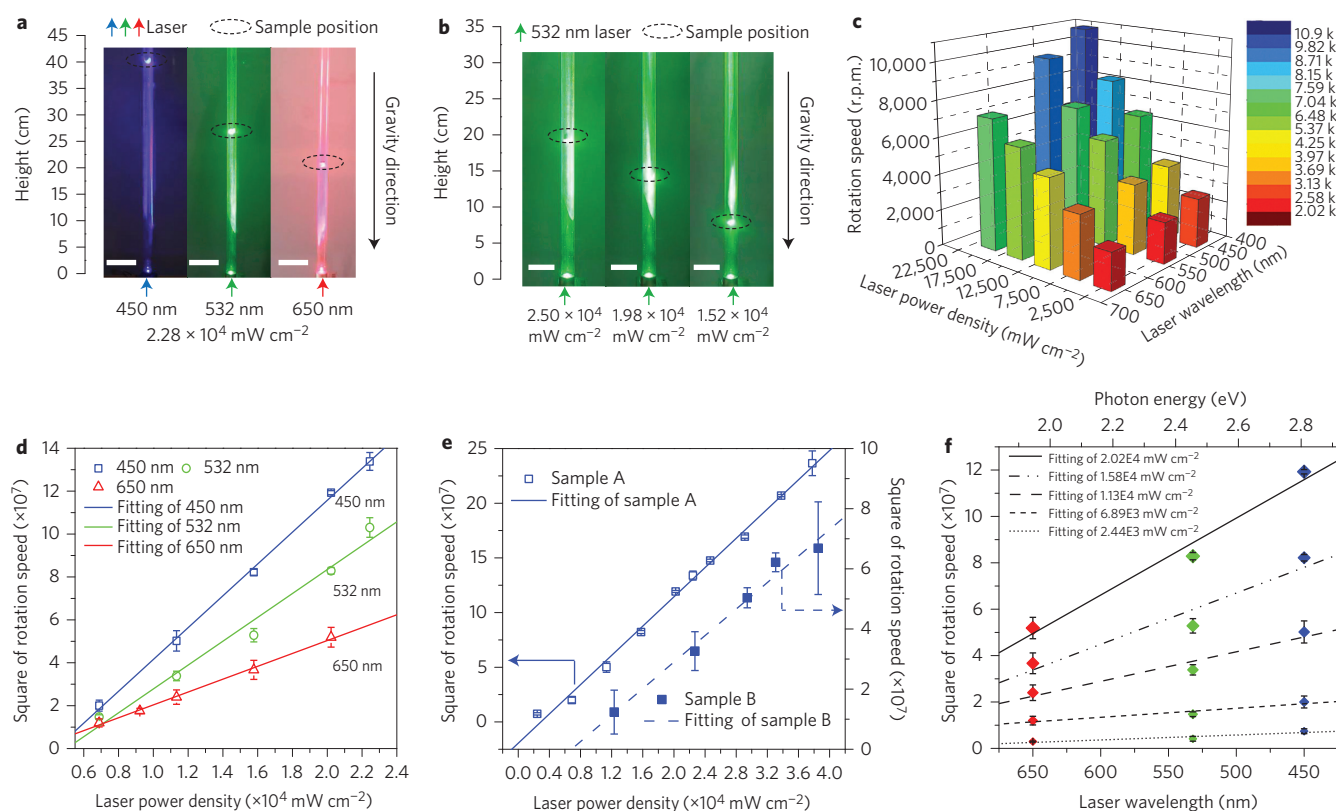 a
Laser Sample position
45
40
35
30
25
20
15
10
5
0
Height (cm)
Gravity direction
450 nm 532 nm 650 nm
2.28 × 10⁴ mW cm⁻²
b
532 nm laser Sample position
35
30
25
20
15
10
5
0
Height (cm)
Gravity direction
2.50 × 10⁴ 1.98 × 10⁴ 1.52 × 10⁴
mW cm⁻² mW cm⁻² mW cm⁻²
c
10,000
8,000
6,000
4,000
2,000
0
Rotation speed (r.p.m.)
22,500
17,500
12,500
7,500
2,500
Laser power density (mW cm⁻²)
400
450
500
550
600
650
700
Laser wavelength (nm)
10.9 k
9.82 k
8.71 k
8.15 k
7.59 k
7.04 k
6.48 k
5.37 k
4.25 k
3.97 k
3.69 k
3.13 k
2.58 k
2.02 k
d
14
12
10
8
6
4
2
0
Square of rotation speed (×10⁷)
450 nm 532 nm
650 nm
Fitting of 450 nm
Fitting of 532 nm
Fitting of 650 nm
450 nm
532 nm
650 nm
0.6 0.8 1.0 1.2 1.4 1.6 1.8 2.0 2.2 2.4
Laser power density (×10⁴ mW cm⁻²)
e
25
20
15
10
5
0
Square of rotation speed (×10⁷)
Sample A
Fitting of sample A
Sample B
Fitting of sample B
10
8
6
4
2
0
Square of rotation speed
(×10⁷)
0.0 0.4 0.8 1.2 1.6 2.0 2.4 2.8 3.2 3.6 4.0
Laser power density (×10⁴ mW cm⁻²)
f
Photon energy (eV)
2.0 2.2 2.4 2.6 2.8
Fitting of 2.02E4 mW cm⁻²
Fitting of 1.58E4 mW cm⁻²
Fitting of 1.13E4 mW cm⁻²
Fitting of 6.89E3 mW cm⁻²
Fitting of 2.44E3 mW cm⁻²
12
10
8
6
4
2
0
Square of rotation speed (×10⁷)
650 600 550 500 450
Laser wavelength (nm)